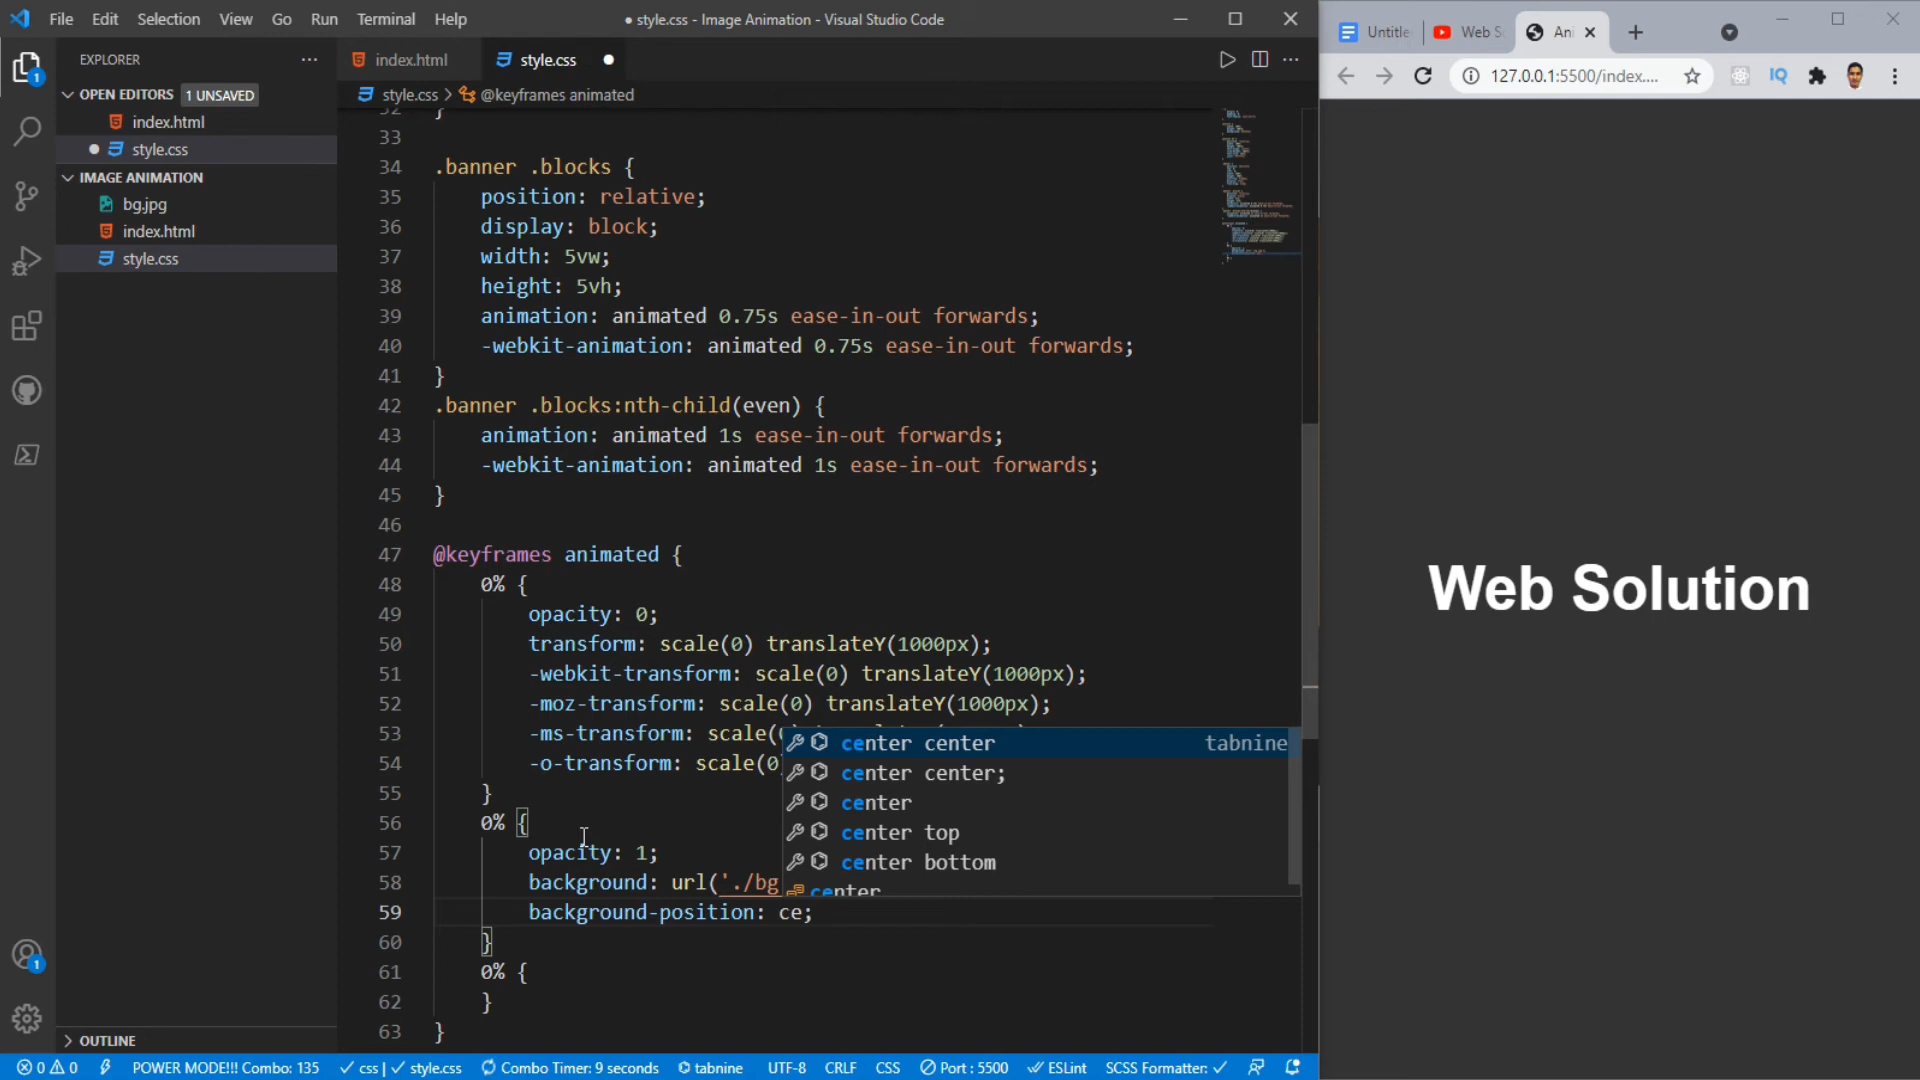 File Edit Selection View Go Run Terminal Help
● style.css - Image Animation - Visual Studio Code
Untitle
Web S
Ani
127.0.0.1:5500/index....
EXPLORER
OPEN EDITORS 1 UNSAVED
index.html
style.css
IMAGE ANIMATION
bg.jpg
index.html
style.css
OUTLINE
index.html
style.css
style.css > @keyframes animated
32 }
33
34 .banner .blocks {
35 position: relative;
36 display: block;
37 width: 5vw;
38 height: 5vh;
39 animation: animated 0.75s ease-in-out forwards;
40 -webkit-animation: animated 0.75s ease-in-out forwards;
41 }
42 .banner .blocks:nth-child(even) {
43 animation: animated 1s ease-in-out forwards;
44 -webkit-animation: animated 1s ease-in-out forwards;
45 }
46
47 @keyframes animated {
48 0% {
49 opacity: 0;
50 transform: scale(0) translateY(1000px);
51 -webkit-transform: scale(0) translateY(1000px);
52 -moz-transform: scale(0) translateY(1000px);
53 -ms-transform: scale(
54 -o-transform: scale(0
55 }
56 0% {
57 opacity: 1;
58 background: url('./bg
59 background-position: ce;
60 }
61 0% {
62 }
63 }
center center tabnine
center center;
center
center top
center bottom
center
Web Solution
1
1
0 0 POWER MODE!!! Combo: 135 css | style.css Combo Timer: 9 seconds tabnine UTF-8 CRLF CSS Port : 5500 ESLint SCSS Formatter: